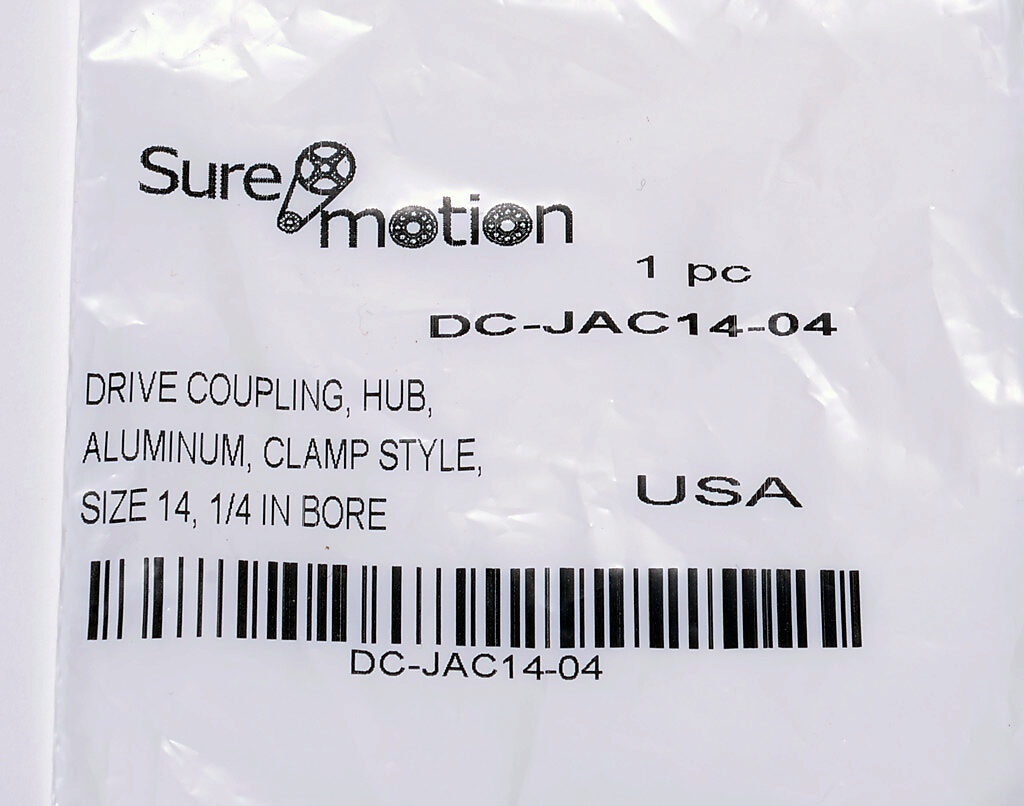 Sure
motion
1 pc
DC-JAC14-04
DRIVE COUPLING, HUB,
ALUMINUM, CLAMP STYLE,
SIZE 14, 1/4 IN BORE
USA
DC-JAC14-04